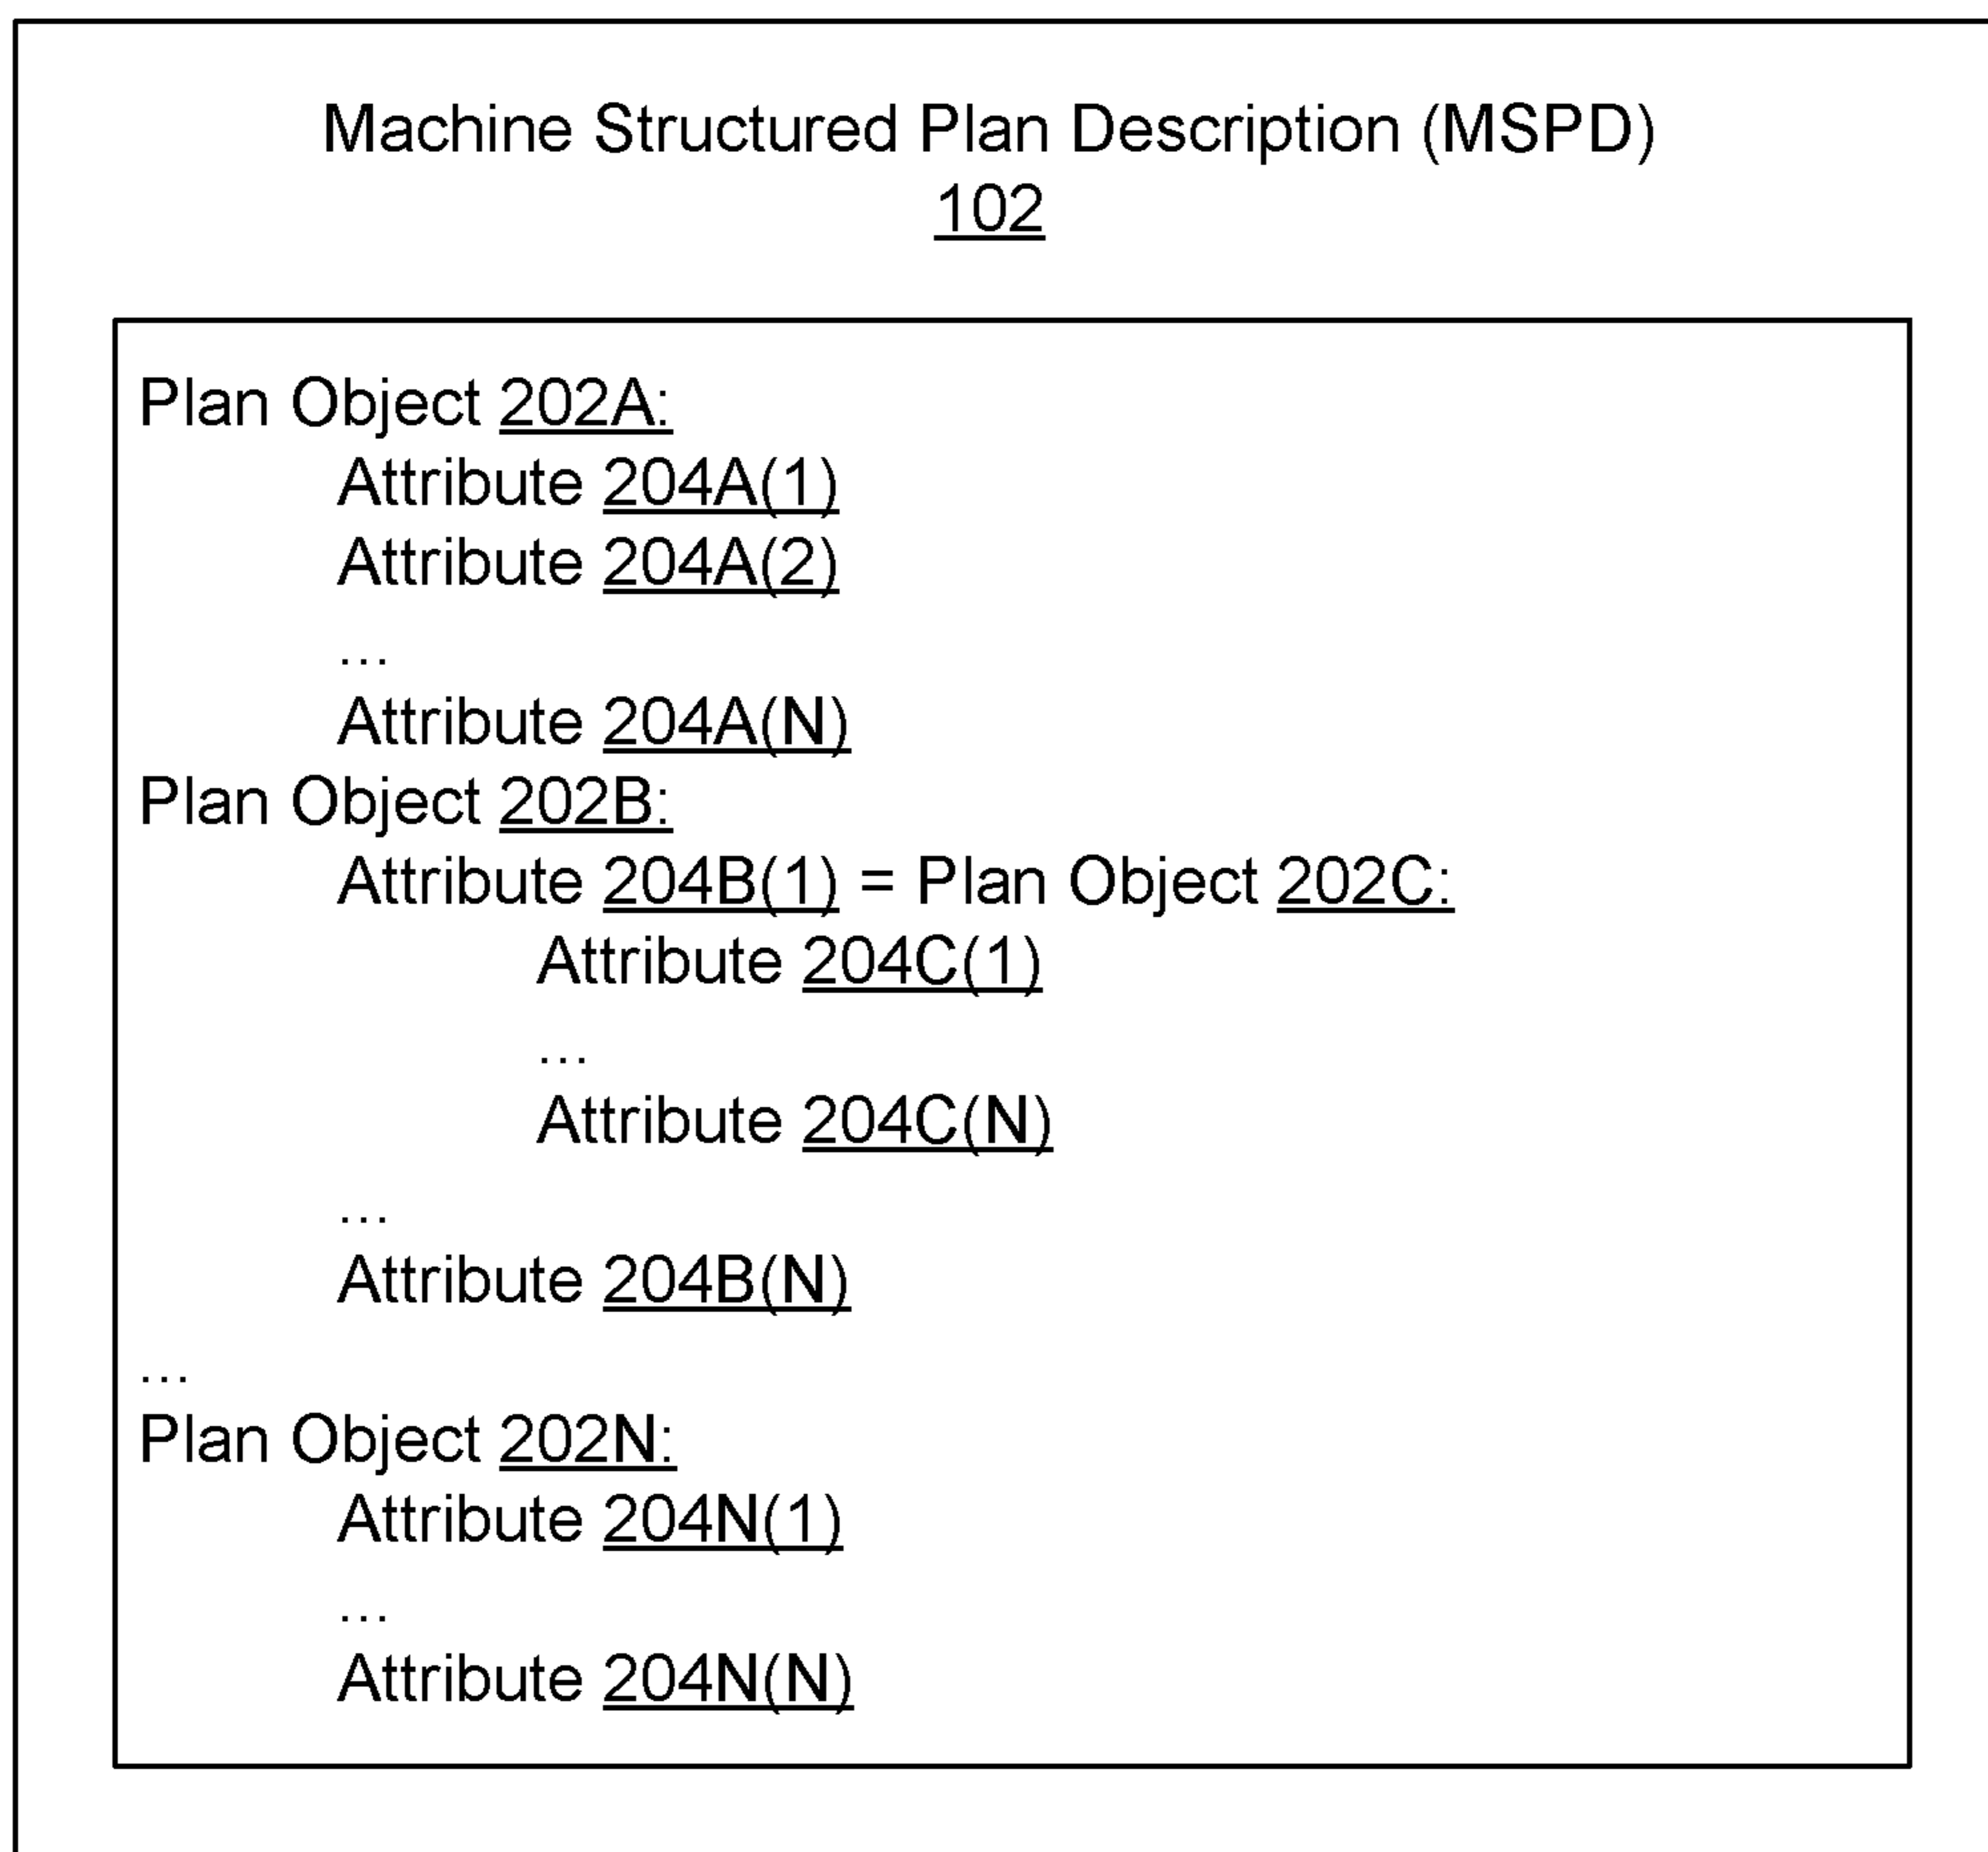 Machine Structured Plan Description (MSPD)
102
Plan Object 202A:
Attribute 204A(1)
Attribute 204A(2)
...
Attribute 204A(N)
Plan Object 202B:
Attribute 204B(1) = Plan Object 202C:
Attribute 204C(1)
...
Attribute 204C(N)
...
Attribute 204B(N)
...
Plan Object 202N:
Attribute 204N(1)
...
Attribute 204N(N)